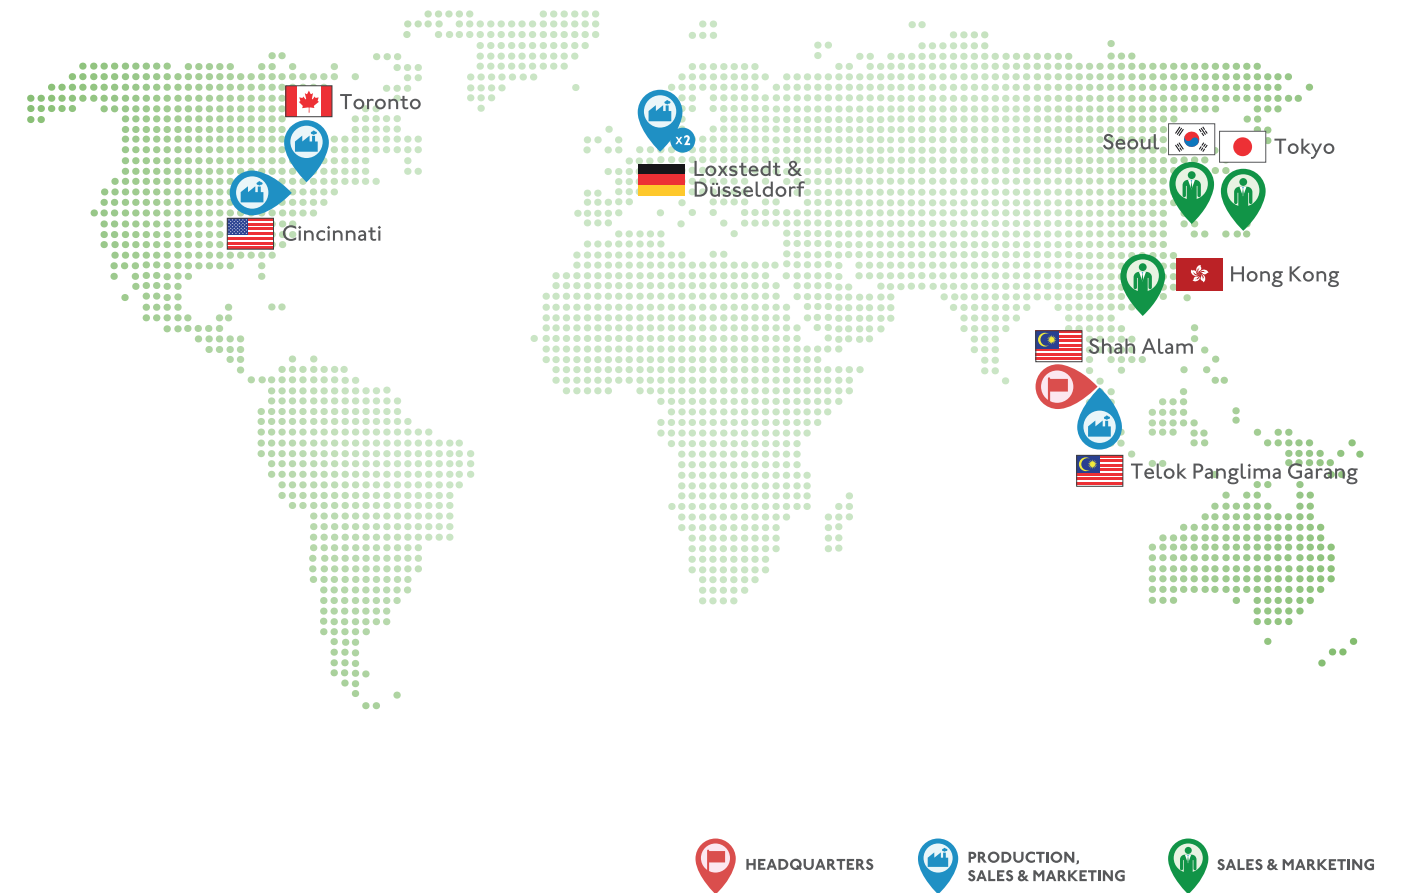 Toronto
Cincinnati
x2
Loxstedt &
Düsseldorf
Seoul
Tokyo
Hong Kong
Shah Alam
Telok Panglima Garang
HEADQUARTERS
PRODUCTION,
SALES & MARKETING
SALES & MARKETING